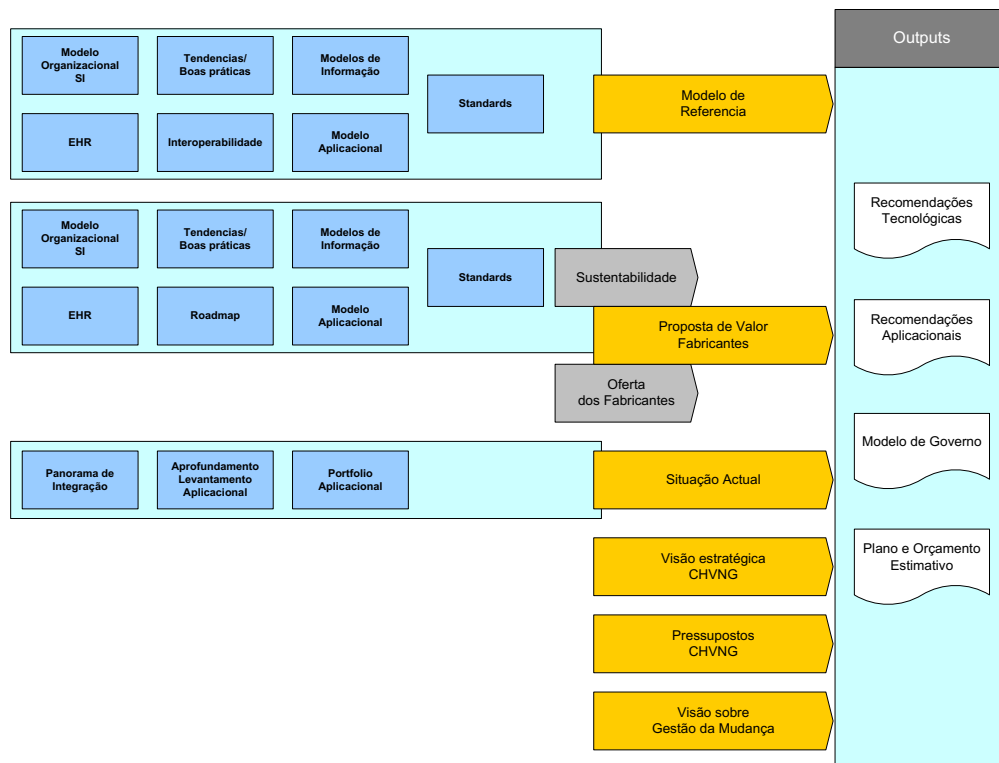 Outputs
Modelo
Organizacional
SI
Tendencias/
Boas práticas
Modelos de
Informação
Standards
EHR
Interoperabilidade
Modelo
Aplicacional
Modelo de
Referencia
Modelo
Organizacional
SI
Tendencias/
Boas práticas
Modelos de
Informação
Standards
EHR
Roadmap
Modelo
Aplicacional
Sustentabilidade
Proposta de Valor
Fabricantes
Oferta
dos Fabricantes
Panorama de
Integração
Aprofundamento
Levantamento
Aplicacional
Portfolio
Aplicacional
Situação Actual
Visão estratégica
CHVNG
Pressupostos
CHVNG
Visão sobre
Gestão da Mudança
Recomendações
Tecnológicas
Recomendações
Aplicacionais
Modelo de Governo
Plano e Orçamento
Estimativo